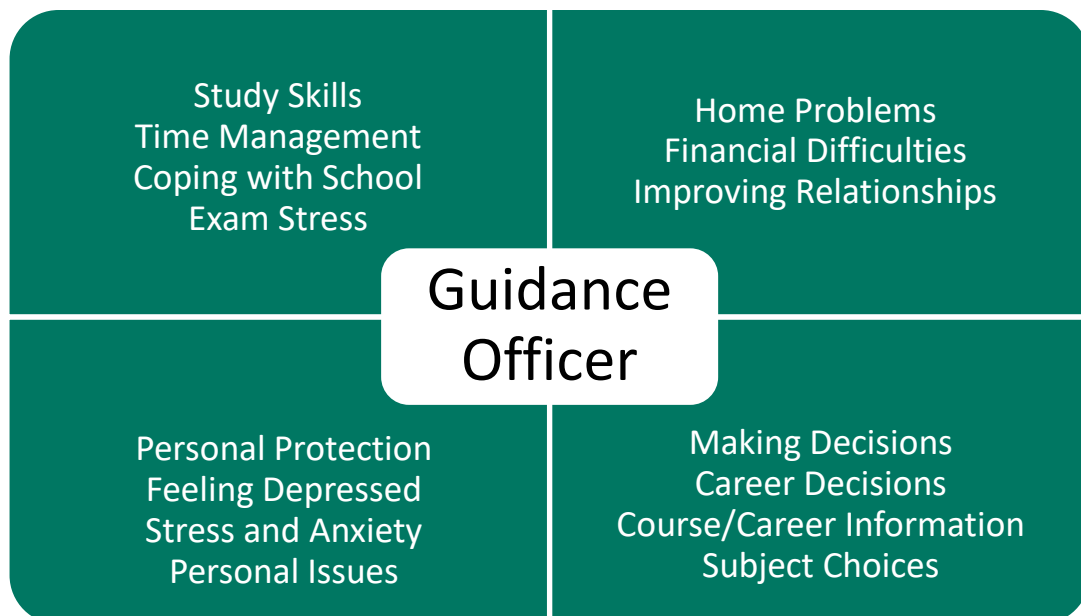 Study Skills
Time Management
Coping with School
Exam Stress
Home Problems
Financial Difficulties
Improving Relationships
Guidance
Officer
Personal Protection
Feeling Depressed
Stress and Anxiety
Personal Issues
Making Decisions
Career Decisions
Course/Career Information
Subject Choices